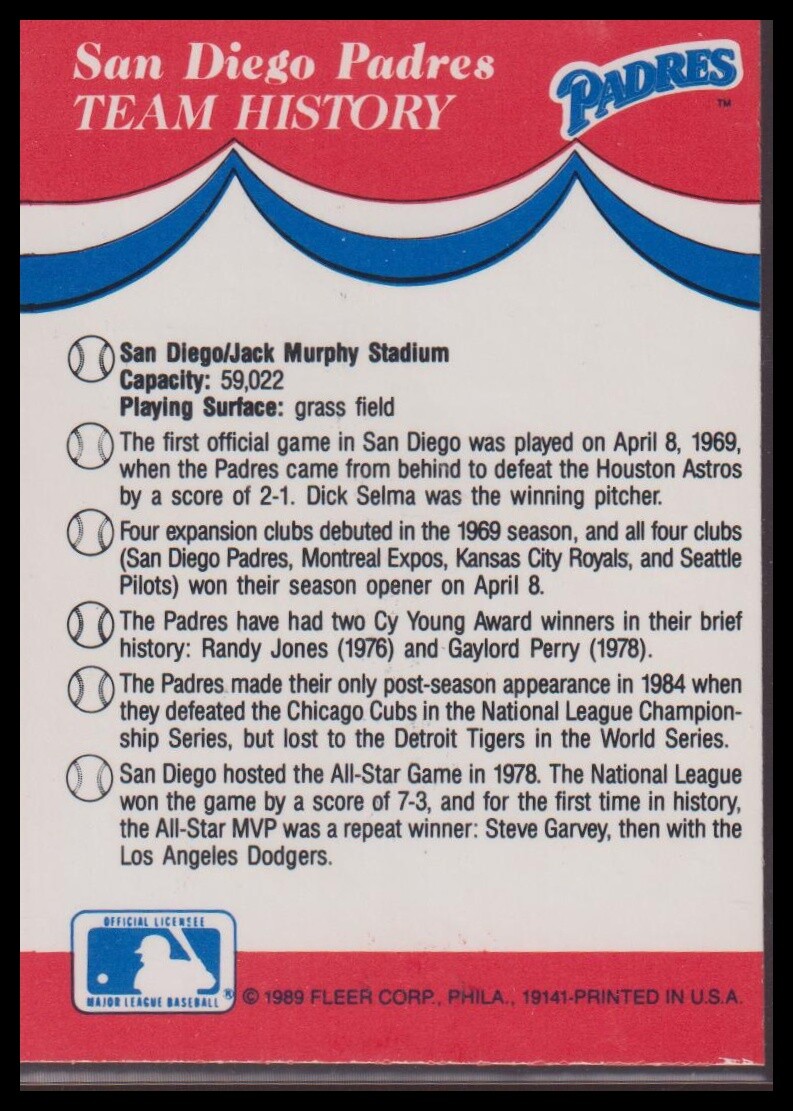 San Diego Padres
TEAM HISTORY
PADRES
TM
San Diego/Jack Murphy Stadium
Capacity: 59,022
Playing Surface: grass field
The first official game in San Diego was played on April 8, 1969,
when the Padres came from behind to defeat the Houston Astros
by a score of 2-1. Dick Selma was the winning pitcher.
Four expansion clubs debuted in the 1969 season, and all four clubs
(San Diego Padres, Montreal Expos, Kansas City Royals, and Seattle
Pilots) won their season opener on April 8.
The Padres have had two Cy Young Award winners in their brief
history: Randy Jones (1976) and Gaylord Perry (1978).
The Padres made their only post-season appearance in 1984 when
they defeated the Chicago Cubs in the National League Champion-
ship Series, but lost to the Detroit Tigers in the World Series.
San Diego hosted the All-Star Game in 1978. The National League
won the game by a score of 7-3, and for the first time in history,
the All-Star MVP was a repeat winner: Steve Garvey, then with the
Los Angeles Dodgers.
OFFICIAL LICENSEE
MAJOR LEAGUE BASEBALL ®
© 1989 FLEER CORP., PHILA., 19141-PRINTED IN U.S.A.